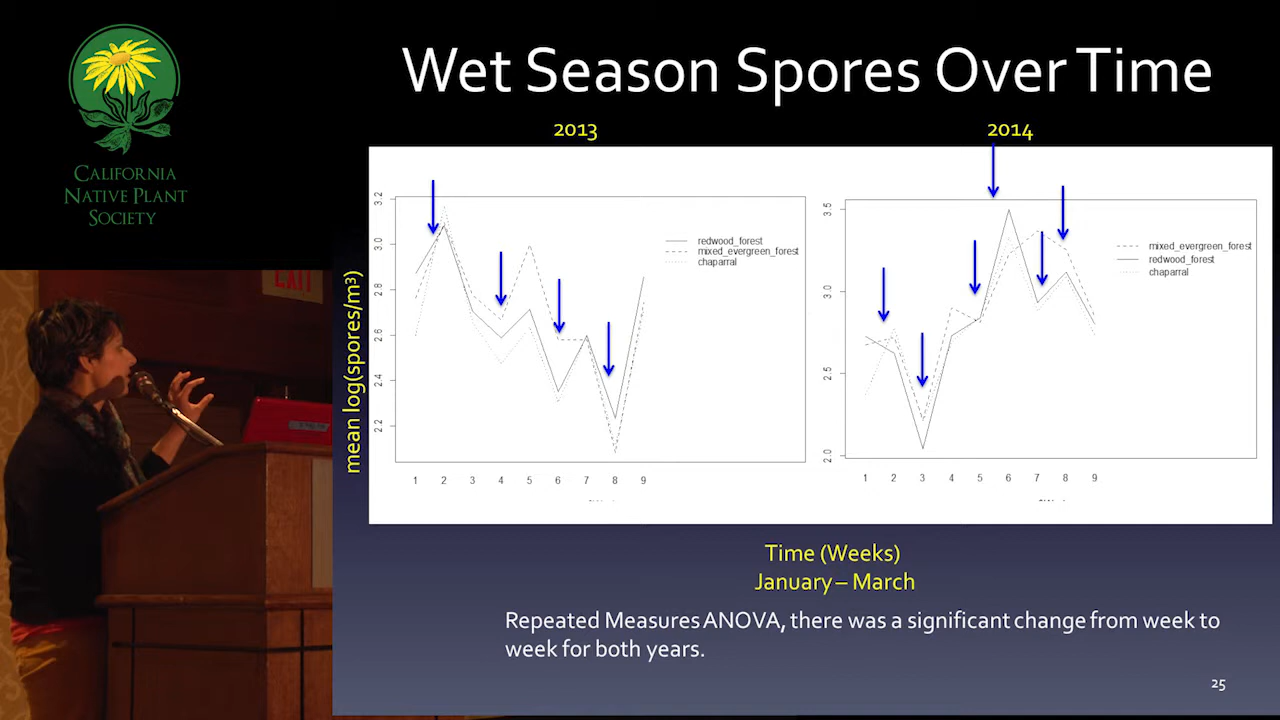 CALIFORNIA
NATIVE PLANT
SOCIETY
EXIT
Wet Season Spores Over Time
2013
2014
mean log(spores/m³)
3.2
3.0
2.8
2.6
2.4
2.2
redwood_forest
mixed_evergreen_forest
chaparral
1 2 3 4 5 6 7 8 9
3.5
3.0
2.5
2.0
mixed_evergreen_forest
redwood_forest
chaparral
1 2 3 4 5 6 7 8 9
Time (Weeks)
January – March
Repeated Measures ANOVA, there was a significant change from week to
week for both years.
25